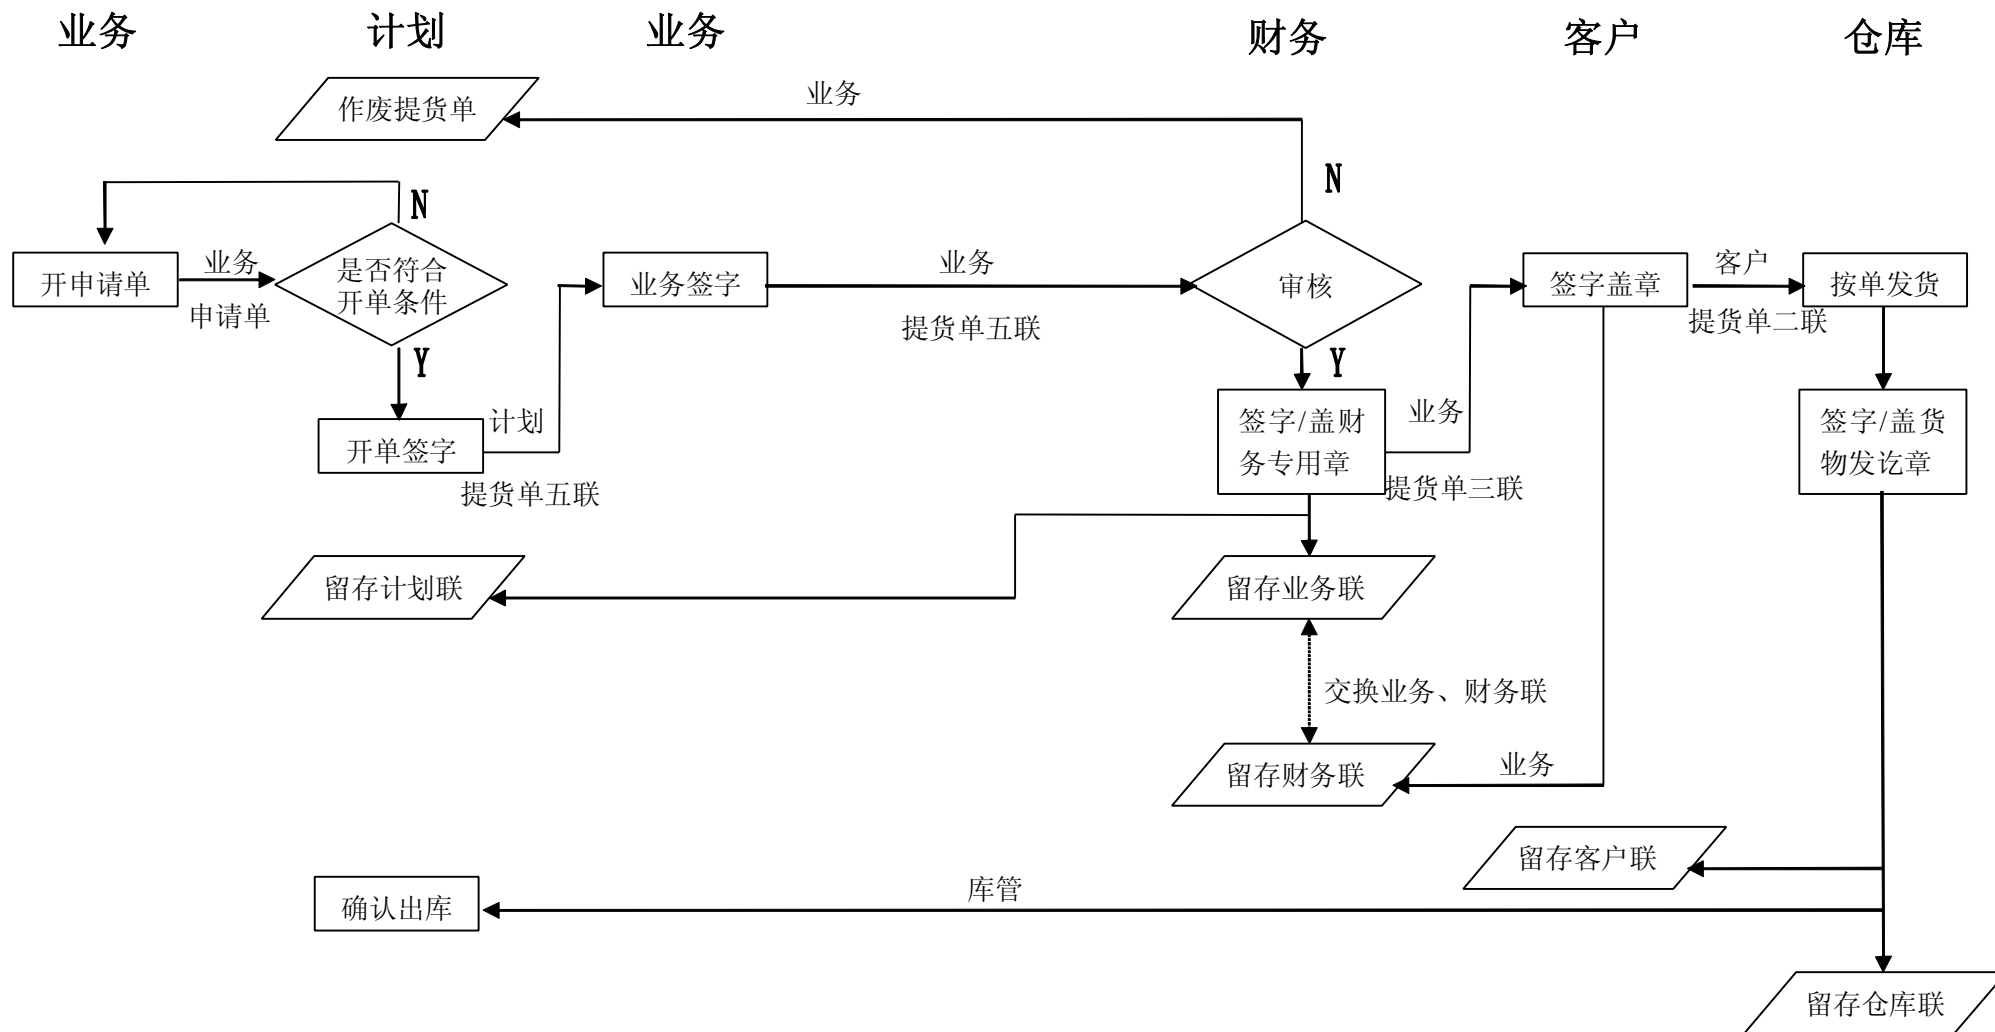 业务 计划 业务 财务 客户 仓库
作废提货单
业务
N
N
开申请单
业务
申请单
是否符合
开单条件
业务签字
业务
提货单五联
审核
签字盖章
客户
提货单二联
按单发货
Y
Y
开单签字
计划
提货单五联
签字/盖财
务专用章
业务
提货单三联
签字/盖货
物发讫章
留存计划联
留存业务联
交换业务、财务联
留存财务联
业务
留存客户联
确认出库
库管
留存仓库联